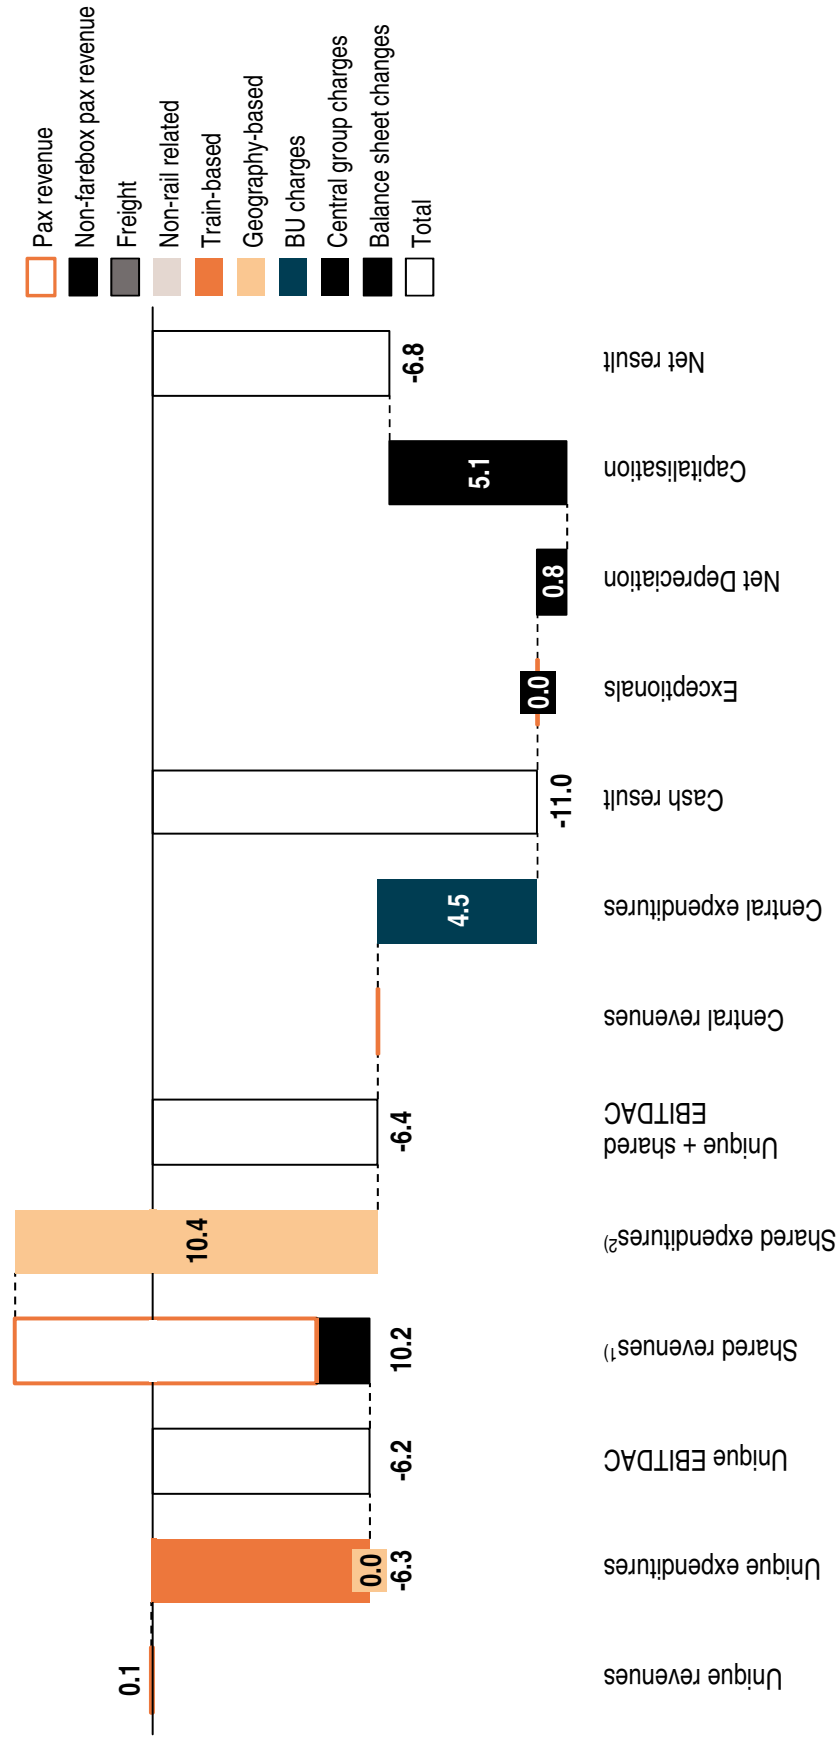 Pax revenue
Non-farebox pax revenue
Freight
Non-rail related
Train-based
Geography-based
BU charges
Central group charges
Balance sheet changes
Total
0.1
0.0
-6.3
-6.2
10.2
10.4
-6.4
4.5
-11.0
0.0
0.8
5.1
-6.8
Unique revenues
Unique expenditures
Unique EBITDAC
Shared revenues1)
Shared expenditures2)
Unique + shared
EBITDAC
Central revenues
Central expenditures
Cash result
Exceptionals
Net Depreciation
Capitalisation
Net result